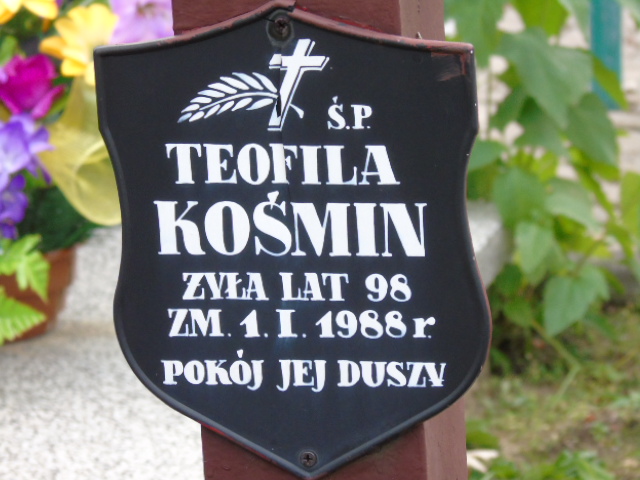 Ś.P.
TEOFILA
KOŚMIN
ŻYŁA LAT 98
ZM. 1. I. 1988 r.
POKÓJ JEJ DUSZY